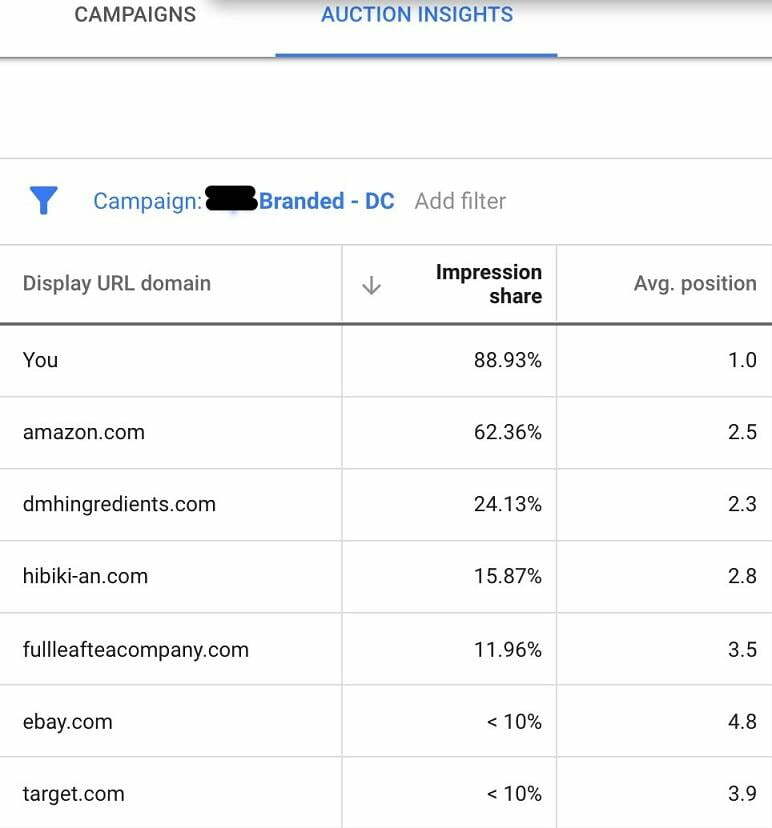 CAMPAIGNS AUCTION INSIGHTS
Campaign: Branded - DC Add filter
Display URL domain Impression share Avg. position
You 88.93% 1.0
amazon.com 62.36% 2.5
dmhingredients.com 24.13% 2.3
hibiki-an.com 15.87% 2.8
fullleafteacompany.com 11.96% 3.5
ebay.com < 10% 4.8
target.com < 10% 3.9